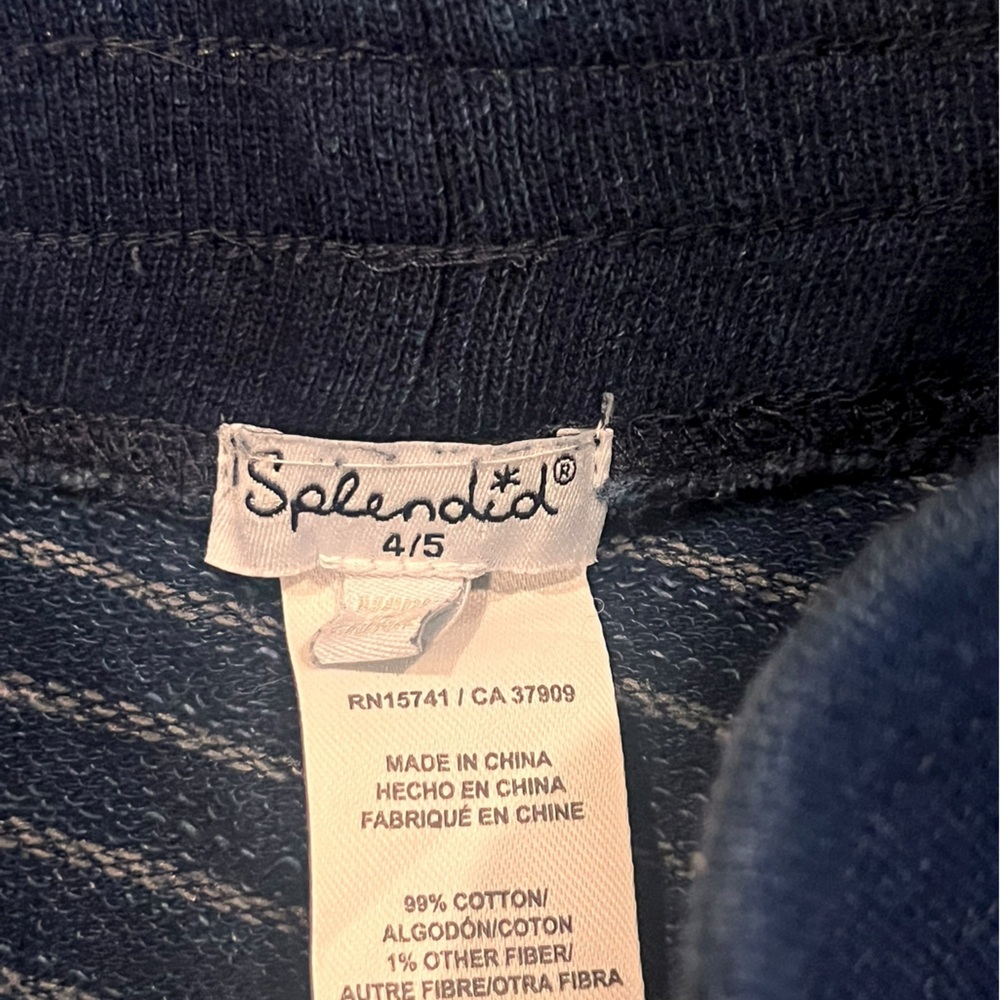 Splendid®
4/5
RN15741 / CA 37909
MADE IN CHINA
HECHO EN CHINA
FABRIQUÉ EN CHINE
99% COTTON/
ALGODÓN/COTON
1% OTHER FIBER/
AUTRE FIBRE/OTRA FIBRA